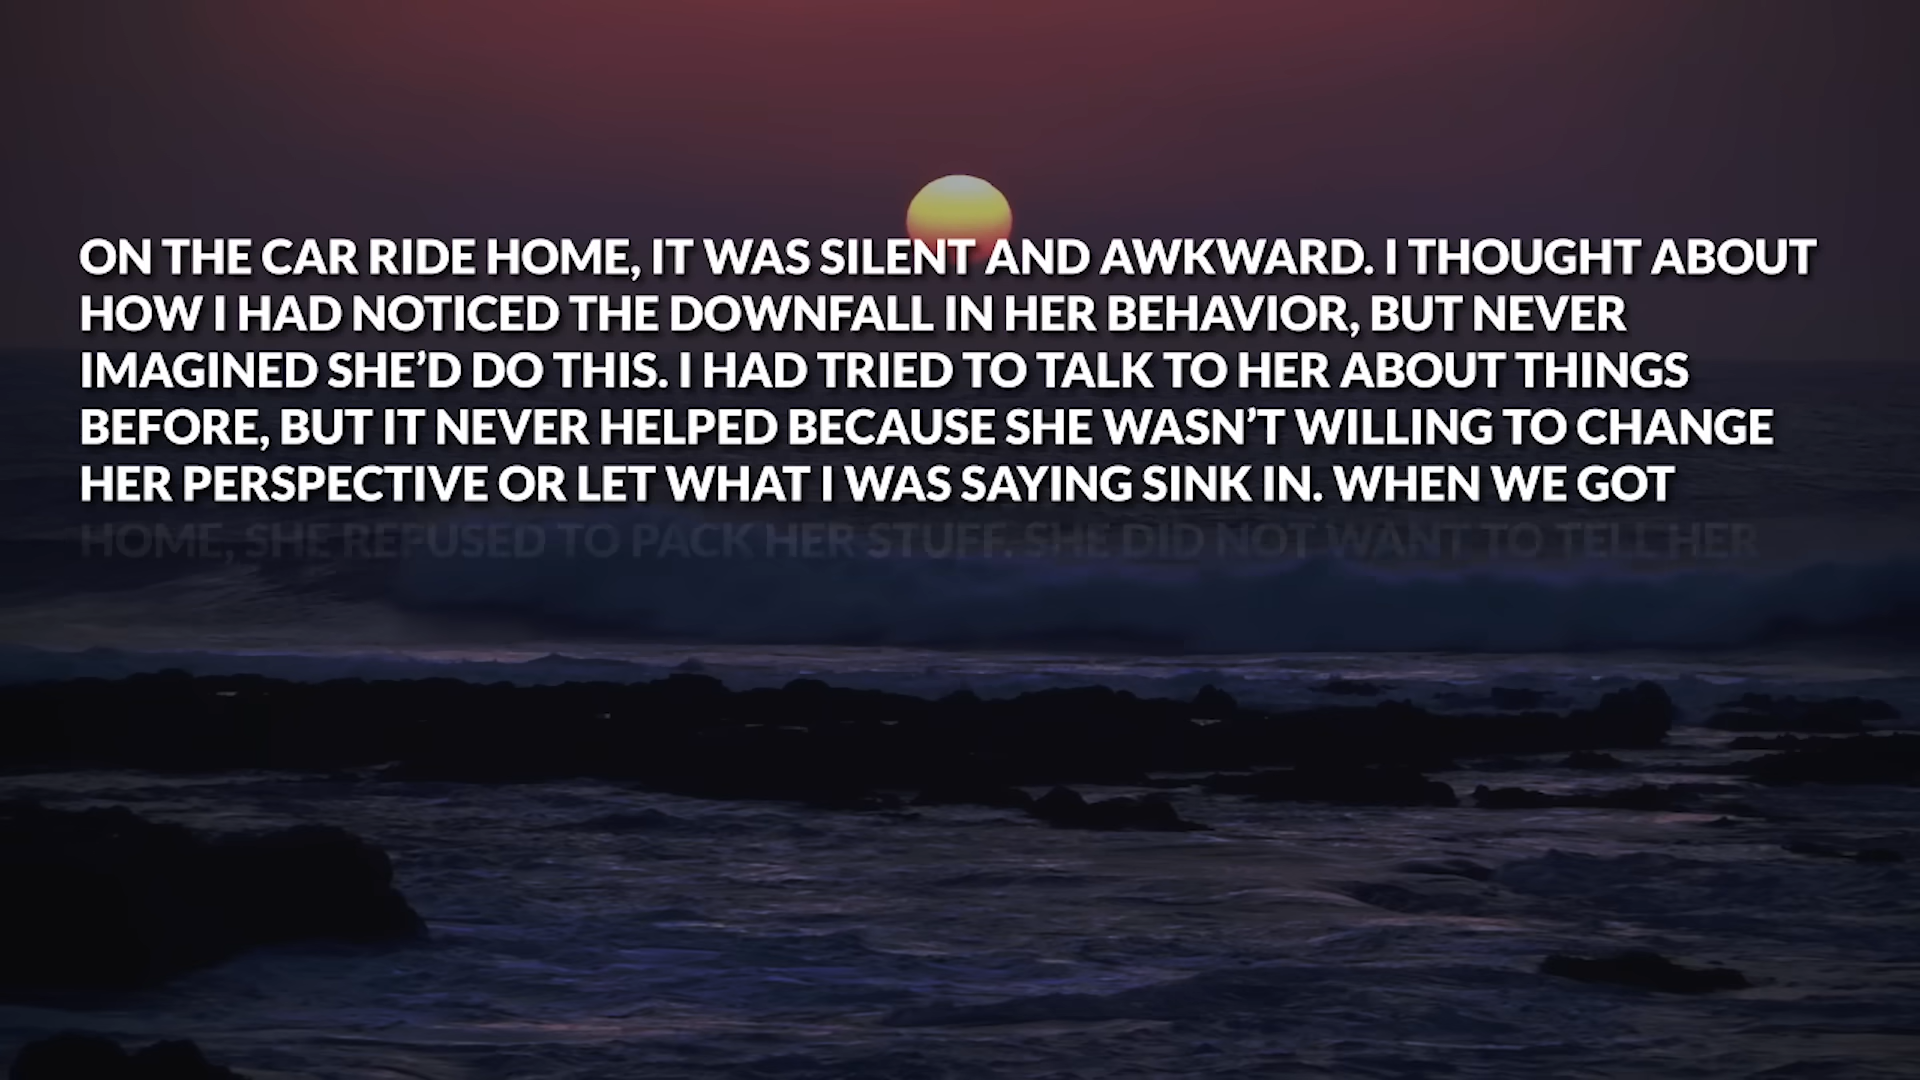 ON THE CAR RIDE HOME, IT WAS SILENT AND AWKWARD. I THOUGHT ABOUT
HOW I HAD NOTICED THE DOWNFALL IN HER BEHAVIOR, BUT NEVER
IMAGINED SHE’D DO THIS. I HAD TRIED TO TALK TO HER ABOUT THINGS
BEFORE, BUT IT NEVER HELPED BECAUSE SHE WASN’T WILLING TO CHANGE
HER PERSPECTIVE OR LET WHAT I WAS SAYING SINK IN. WHEN WE GOT
HOME, SHE REFUSED TO PACK HER STUFF. SHE DID NOT WANT TO TELL HER